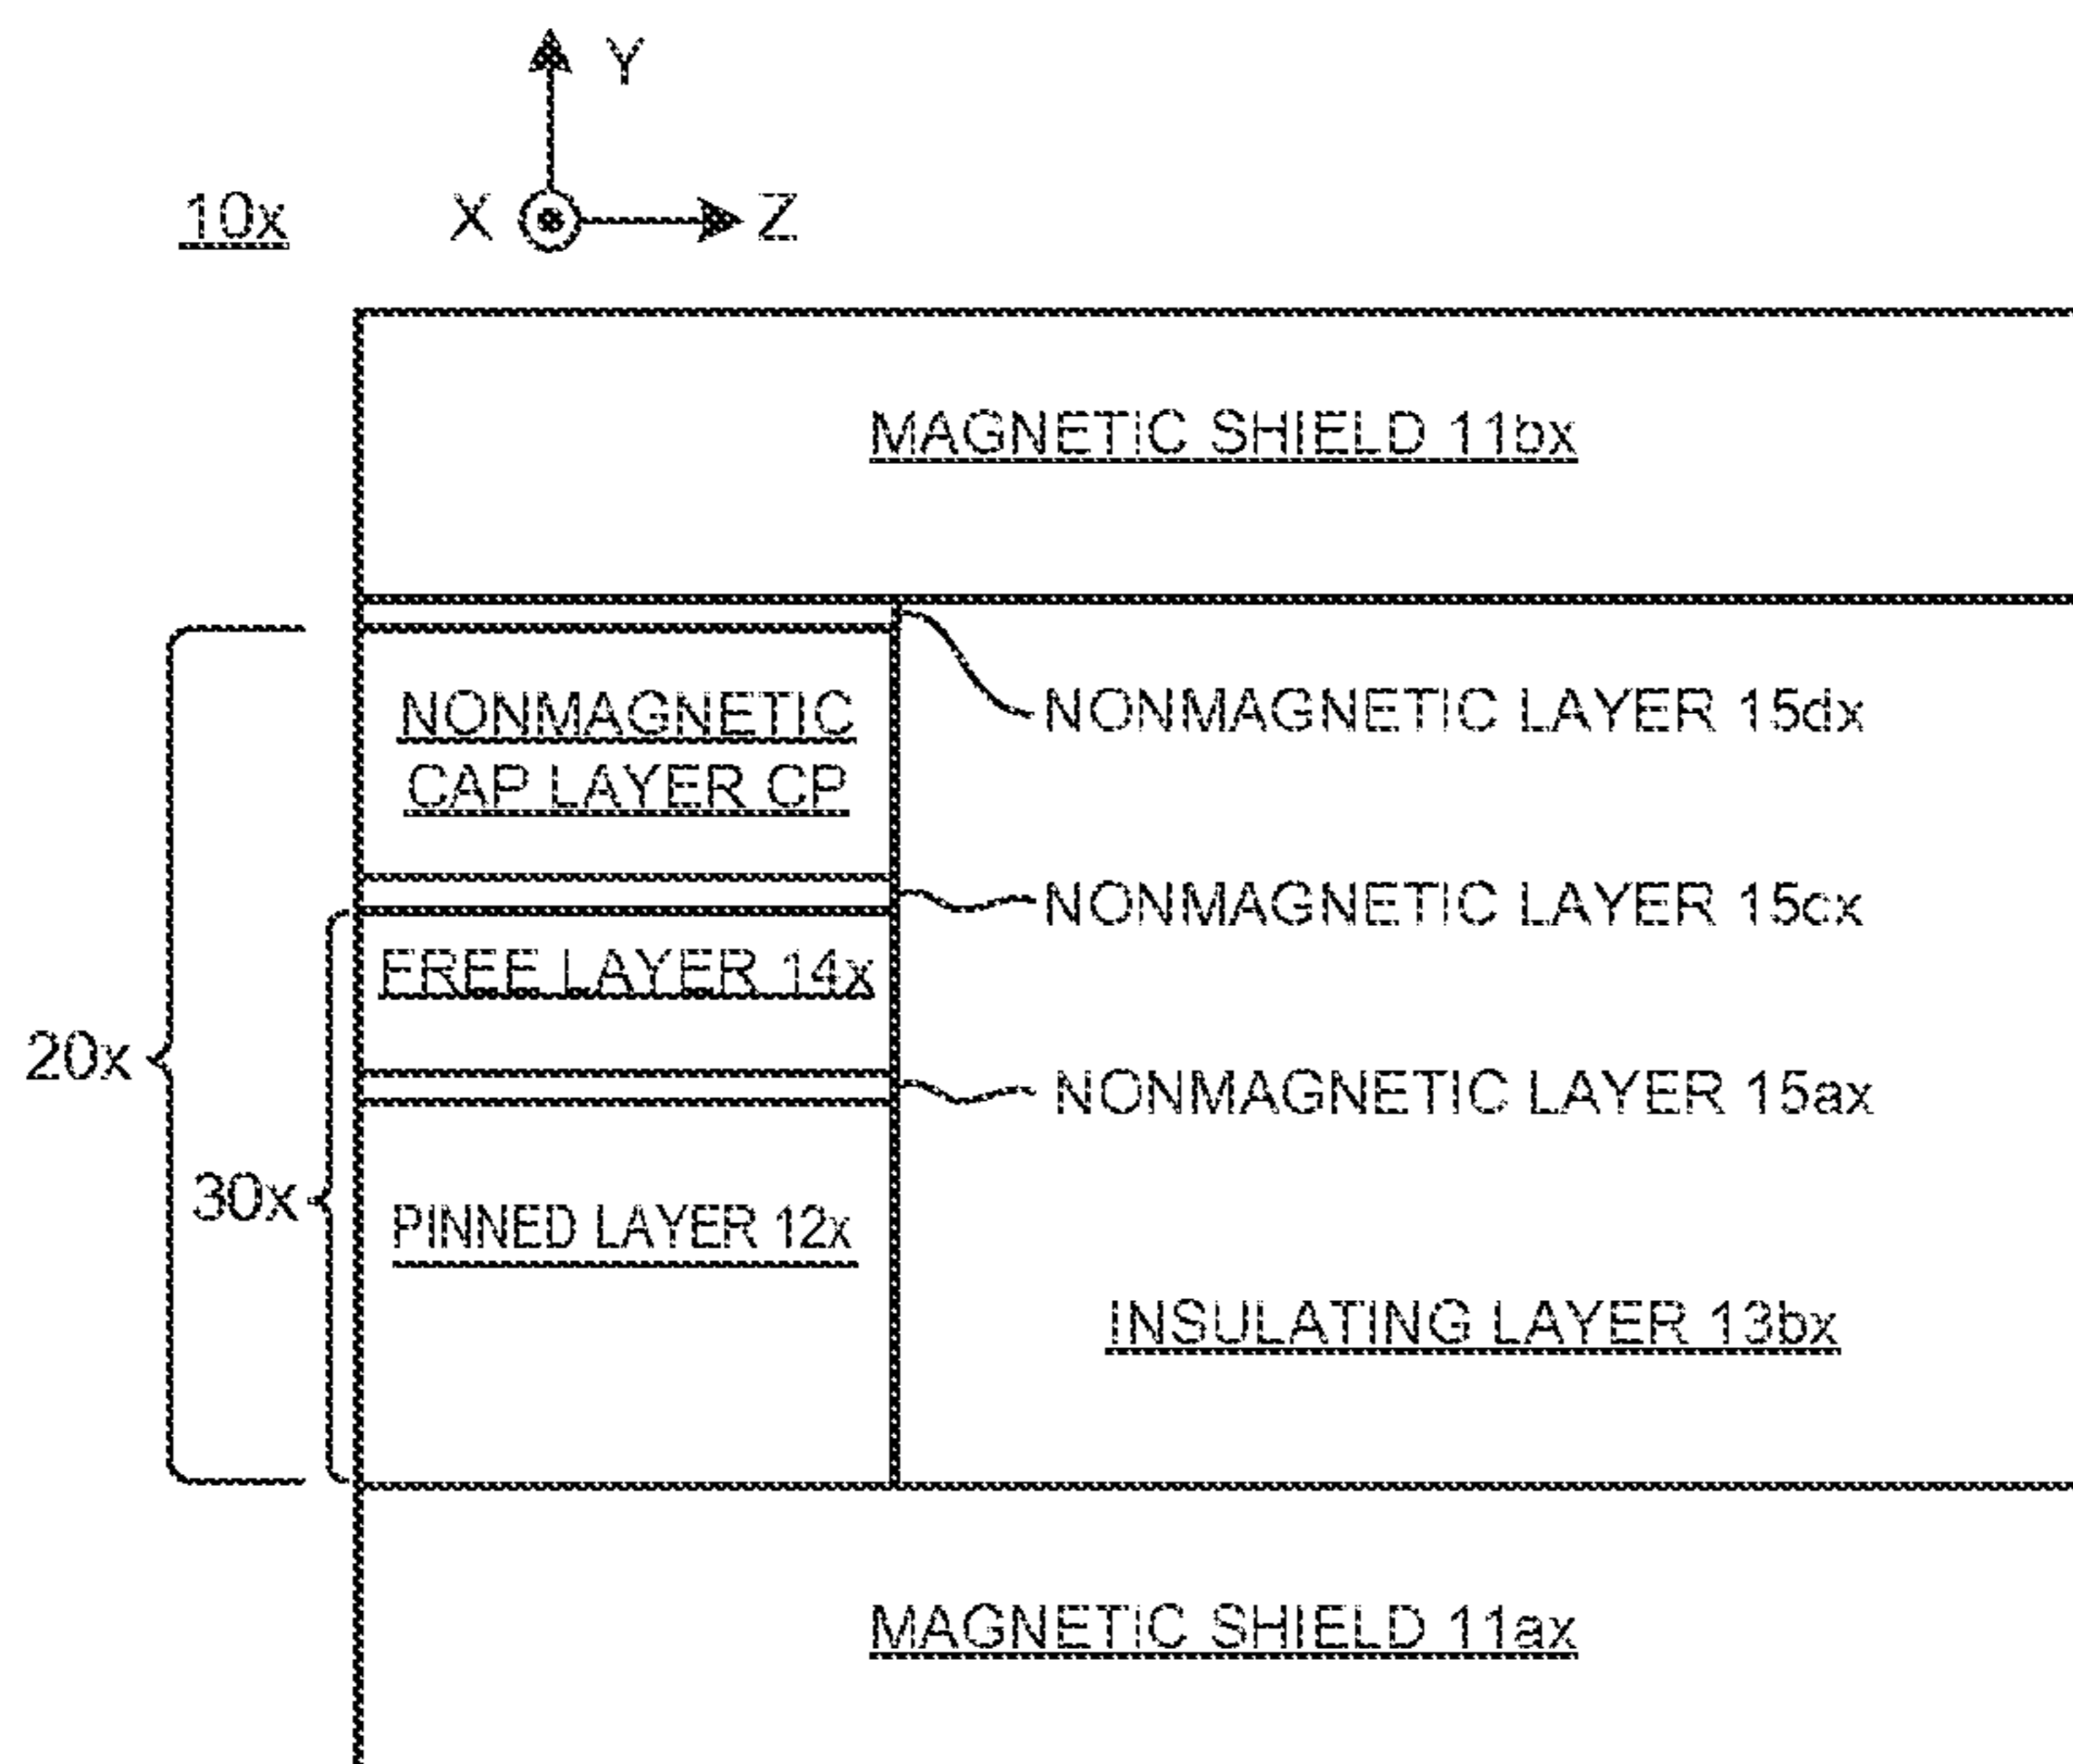 Y
10x
X
Z
MAGNETIC SHIELD 11bx
NONMAGNETIC
CAP LAYER CP
NONMAGNETIC LAYER 15dx
NONMAGNETIC LAYER 15cx
FREE LAYER 14x
20x
NONMAGNETIC LAYER 15ax
30x
PINNED LAYER 12x
INSULATING LAYER 13bx
MAGNETIC SHIELD 11ax